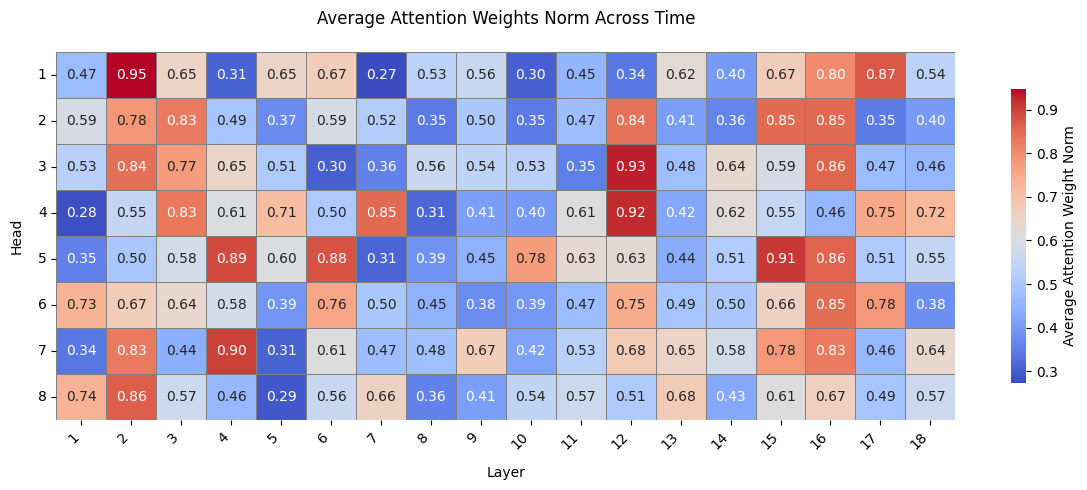 Average Attention Weights Norm Across Time
1 0.47 0.95 0.65 0.31 0.65 0.67 0.27 0.53 0.56 0.30 0.45 0.34 0.62 0.40 0.67 0.80 0.87 0.54
2 0.59 0.78 0.83 0.49 0.37 0.59 0.52 0.35 0.50 0.35 0.47 0.84 0.41 0.36 0.85 0.85 0.35 0.40
3 0.53 0.84 0.77 0.65 0.51 0.30 0.36 0.56 0.54 0.53 0.35 0.93 0.48 0.64 0.59 0.86 0.47 0.46
4 0.28 0.55 0.83 0.61 0.71 0.50 0.85 0.31 0.41 0.40 0.61 0.92 0.42 0.62 0.55 0.46 0.75 0.72
5 0.35 0.50 0.58 0.89 0.60 0.88 0.31 0.39 0.45 0.78 0.63 0.63 0.44 0.51 0.91 0.86 0.51 0.55
6 0.73 0.67 0.64 0.58 0.39 0.76 0.50 0.45 0.38 0.39 0.47 0.75 0.49 0.50 0.66 0.85 0.78 0.38
7 0.34 0.83 0.44 0.90 0.31 0.61 0.47 0.48 0.67 0.42 0.53 0.68 0.65 0.58 0.78 0.83 0.46 0.64
8 0.74 0.86 0.57 0.46 0.29 0.56 0.66 0.36 0.41 0.54 0.57 0.51 0.68 0.43 0.61 0.67 0.49 0.57
1 2 3 4 5 6 7 8 9 10 11 12 13 14 15 16 17 18
Layer
Head
0.9
0.8
0.7
0.6
0.5
0.4
0.3
Average Attention Weight Norm